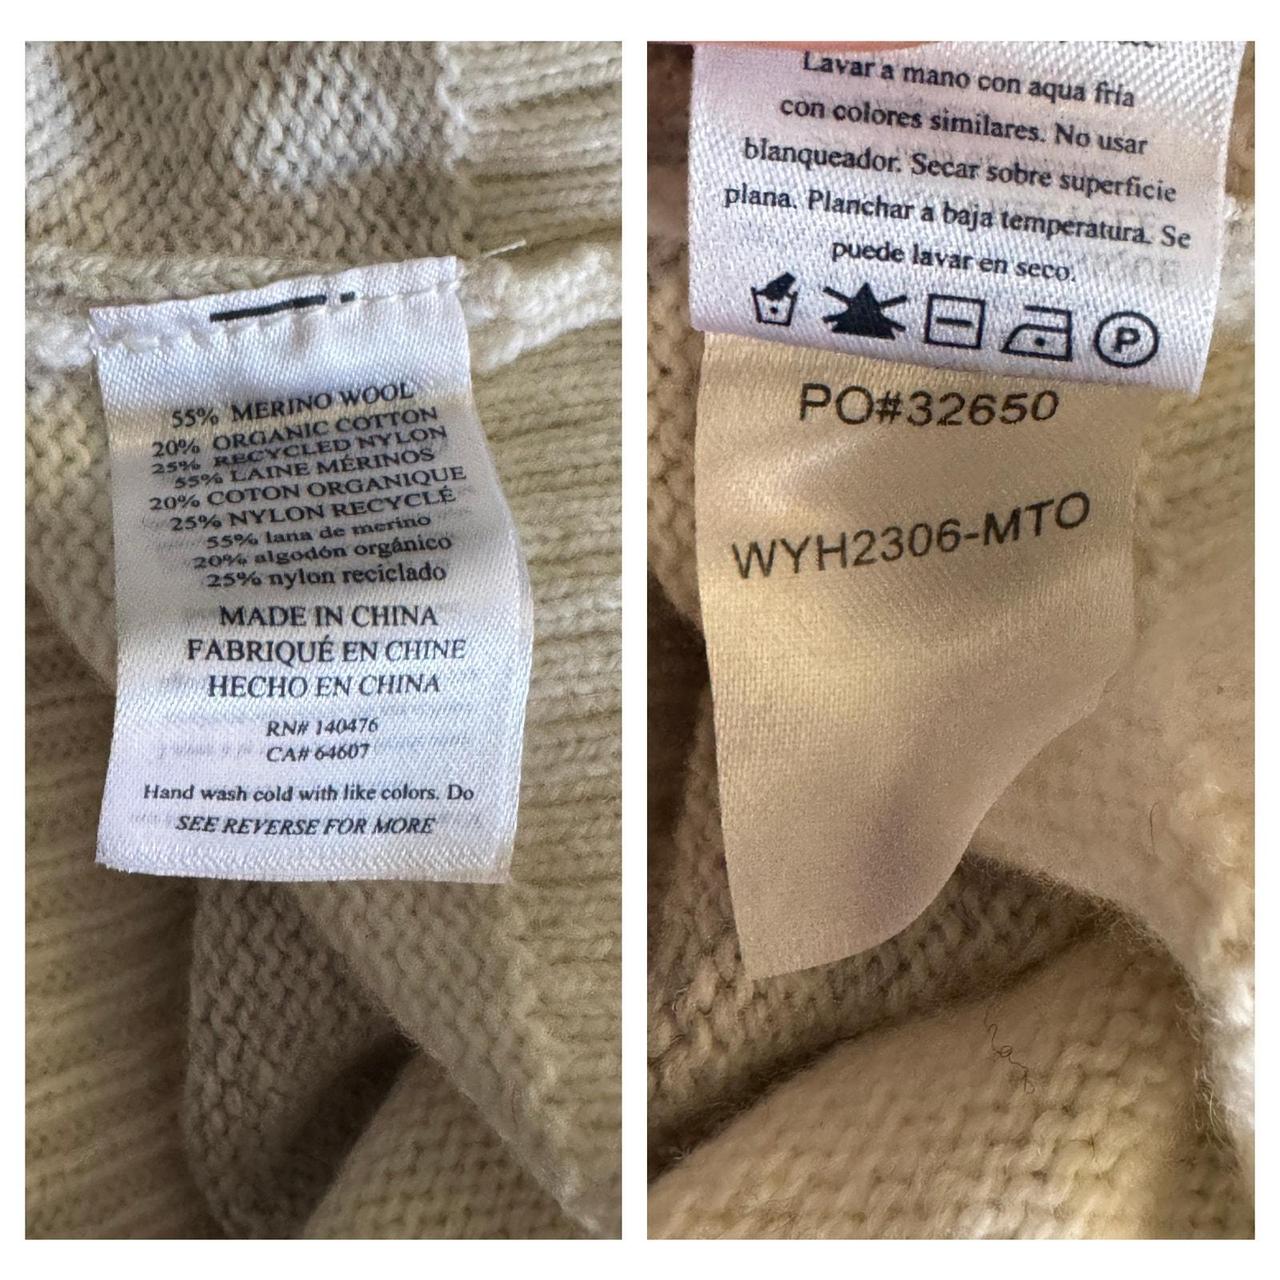 55% MERINO WOOL
20% ORGANIC COTTON
25% RECYCLED NYLON
55% LAINE MÉRINOS
20% COTON ORGANIQUE
25% NYLON RECYCLÉ
55% lana de merino
20% algodón orgánico
25% nylon reciclado
MADE IN CHINA
FABRIQUÉ EN CHINE
HECHO EN CHINA
RN# 140476
CA# 64607
Hand wash cold with like colors. Do
SEE REVERSE FOR MORE
Lavar a mano con aqua fría
con colores similares. No usar
blanqueador. Secar sobre superficie
plana. Planchar a baja temperatura. Se
puede lavar en seco.
P
PO#32650
WYH2306-MTO